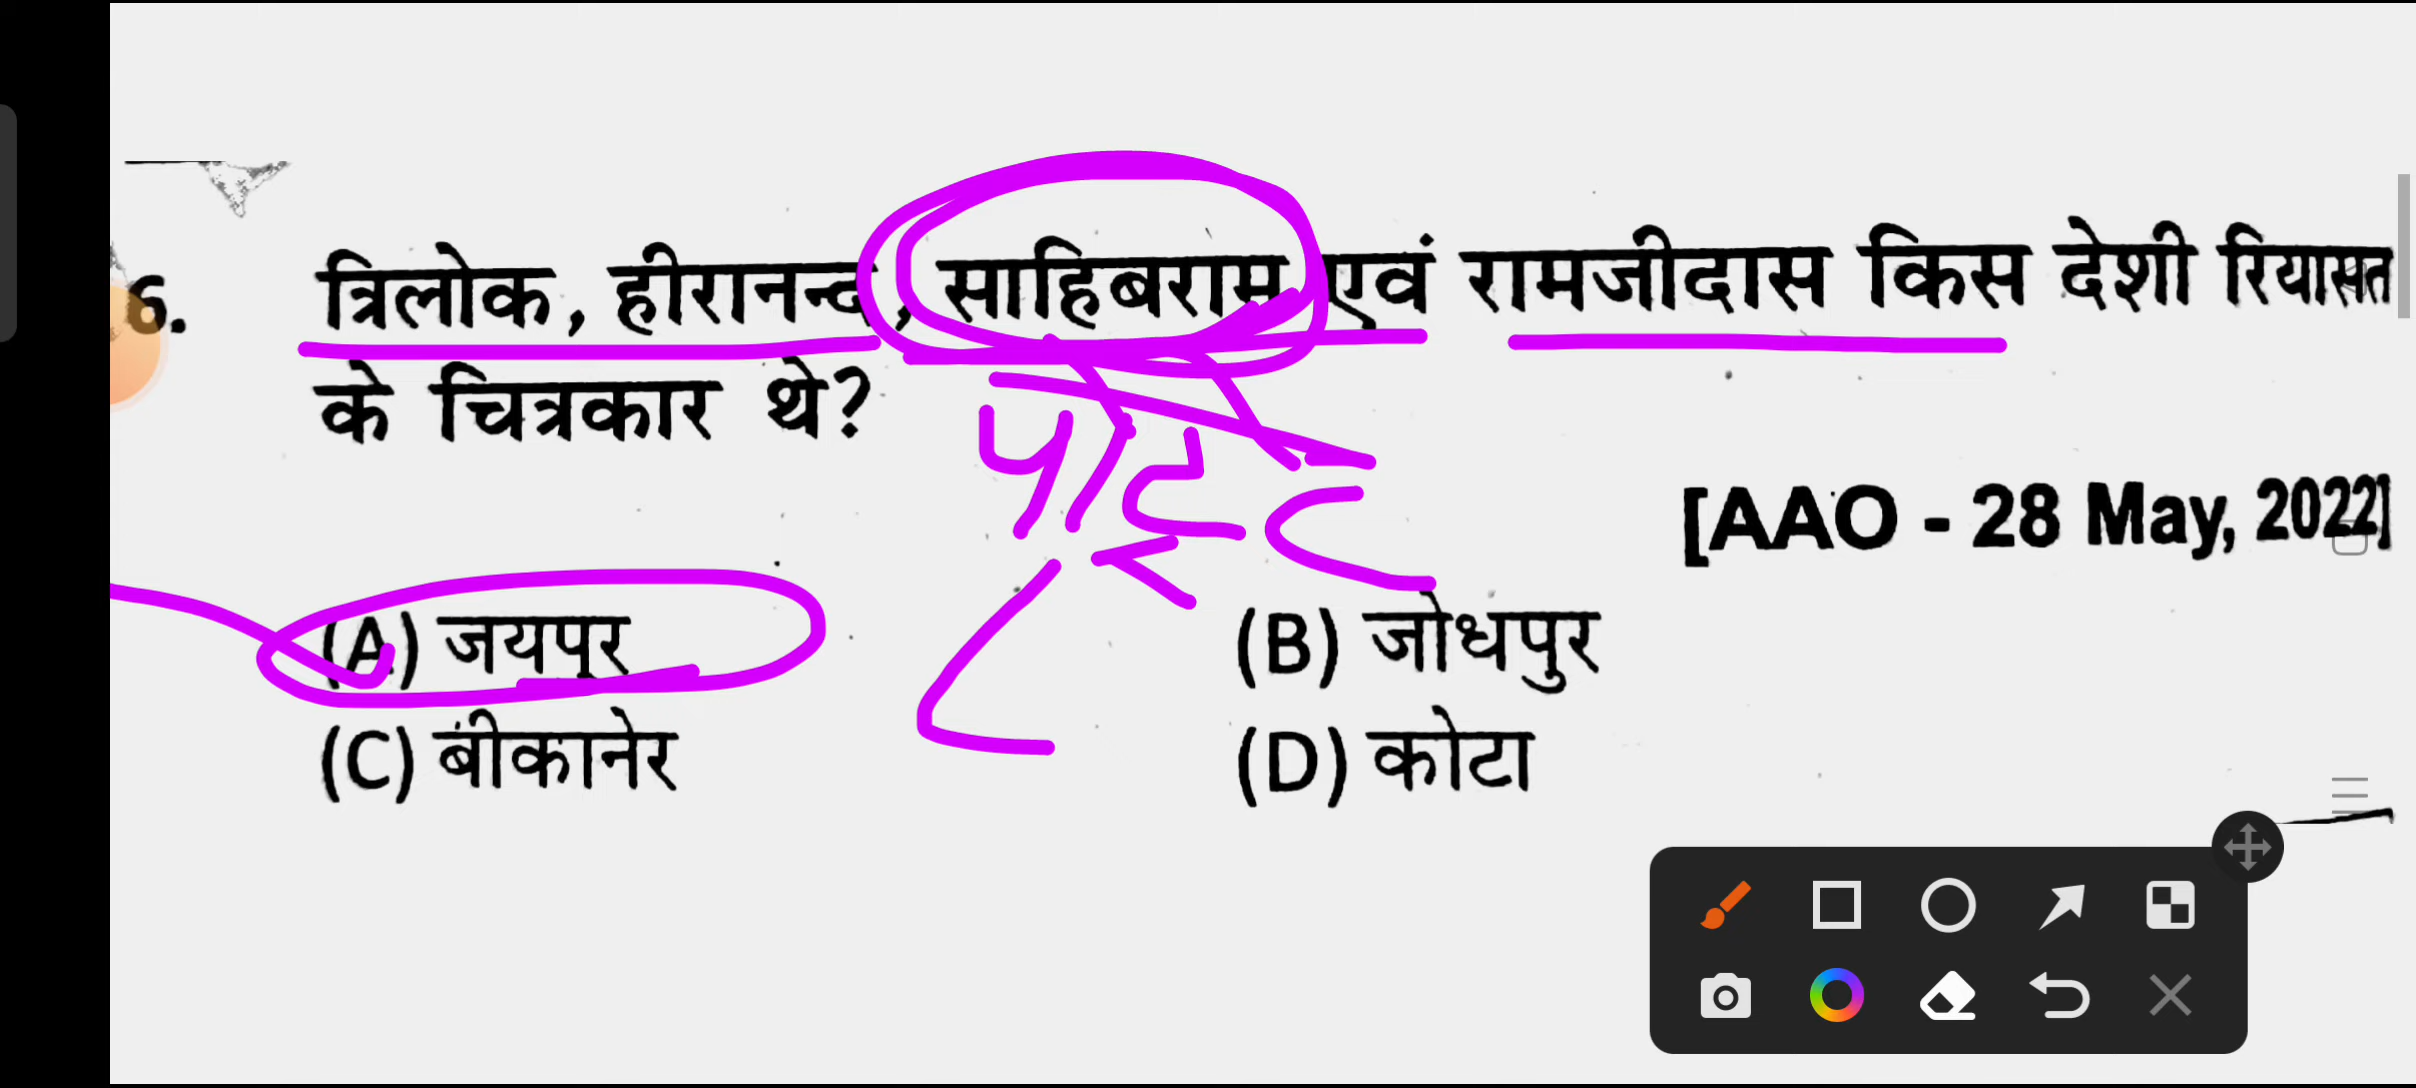 6. त्रिलोक, हीरानन्द, साहिबराम एवं रामजीदास किस देशी रियासत
के चित्रकार थे?
[AAO - 28 May, 2022]
(A) जयपुर (B) जोधपुर
(C) बीकानेर (D) कोटा